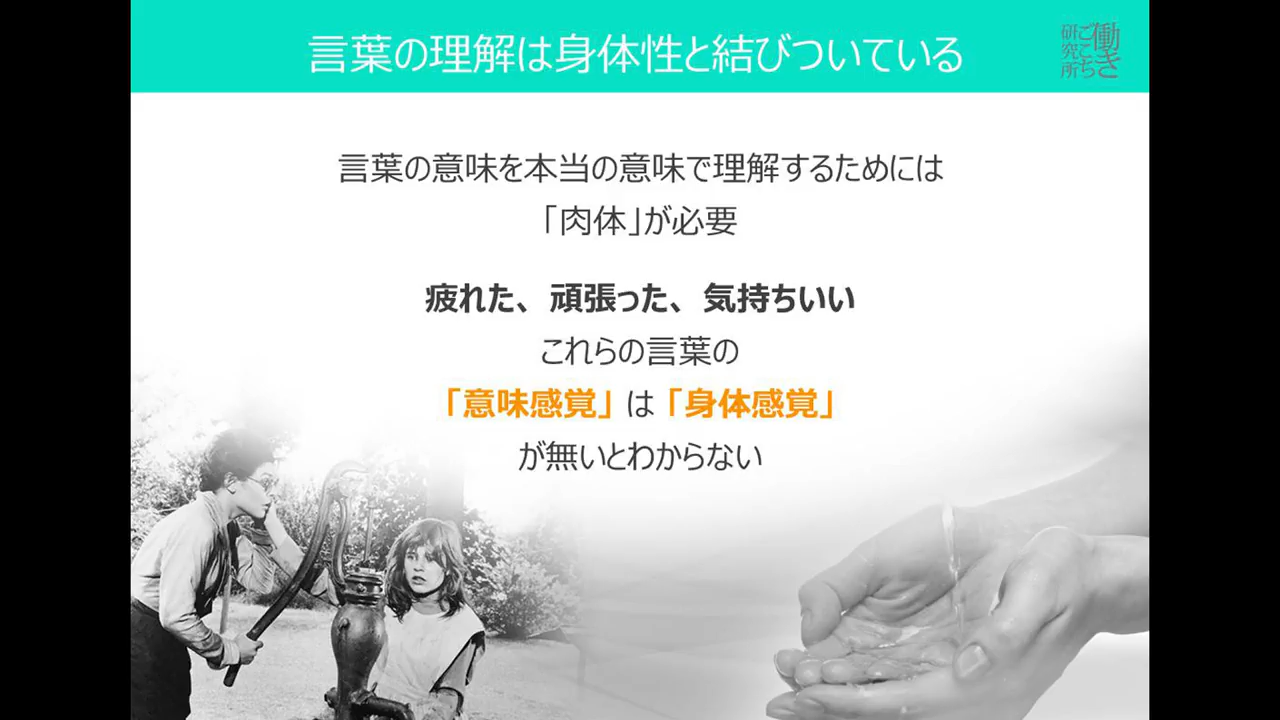 言葉の理解は身体性と結びついている
働き
ごこち
研究所
言葉の意味を本当の意味で理解するためには
「肉体」が必要
疲れた、頑張った、気持ちいい
これらの言葉の
「意味感覚」は「身体感覚」
が無いとわからない